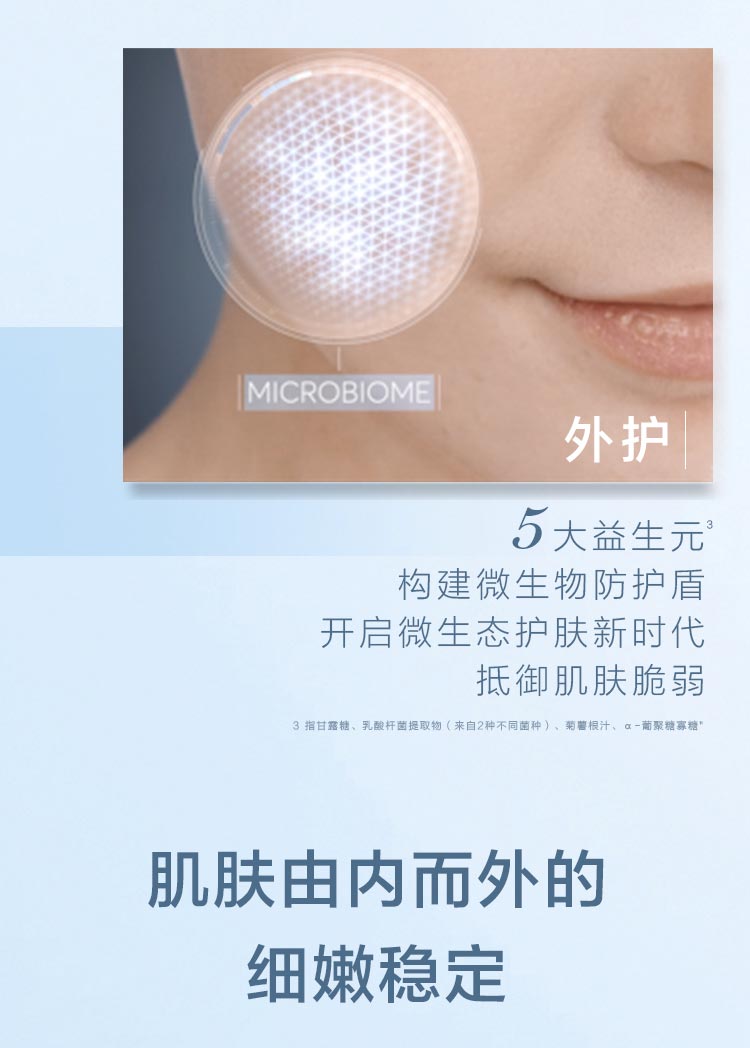 MICROBIOME
外护
5大益生元3
构建微生物防护盾
开启微生态护肤新时代
抵御肌肤脆弱
3 指甘露糖、乳酸杆菌提取物（来自2种不同菌种）、菊薯根汁、α-葡聚糖寡糖"
肌肤由内而外的
细嫩稳定